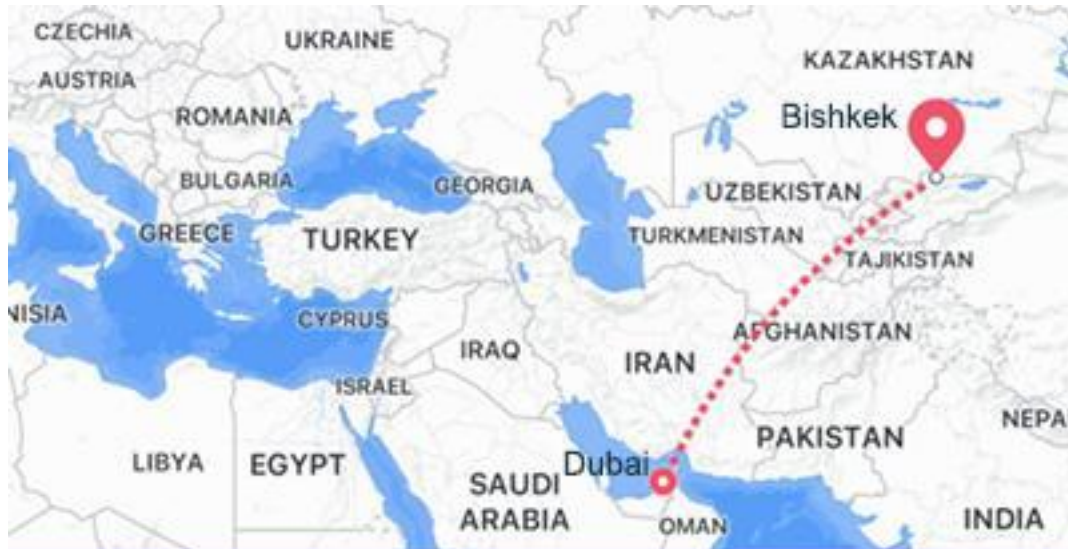 CZECHIA
UKRAINE
KAZAKHSTAN
AUSTRIA
ROMANIA
Bishkek
BULGARIA
GEORGIA
UZBEKISTAN
GREECE
TURKEY
TURKMENISTAN
TAJIKISTAN
NISIA
CYPRUS
AFGHANISTAN
IRAQ
IRAN
ISRAEL
NEPA
PAKISTAN
LIBYA
EGYPT
Dubai
SAUDI
ARABIA
OMAN
INDIA